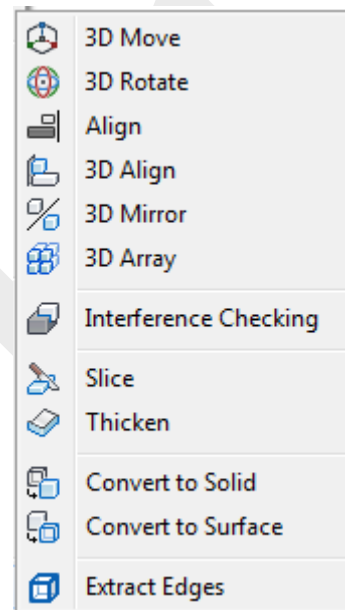 3D Move
3D Rotate
Align
3D Align
3D Mirror
3D Array
Interference Checking
Slice
Thicken
Convert to Solid
Convert to Surface
Extract Edges